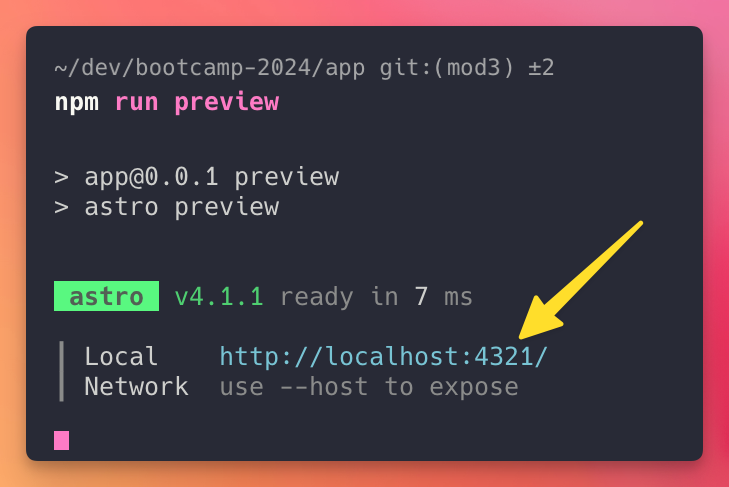 ~/dev/bootcamp-2024/app git:(mod3) ±2
npm run preview
> app@0.0.1 preview
> astro preview
astro v4.1.1 ready in 7 ms
Local http://localhost:4321/
Network use --host to expose